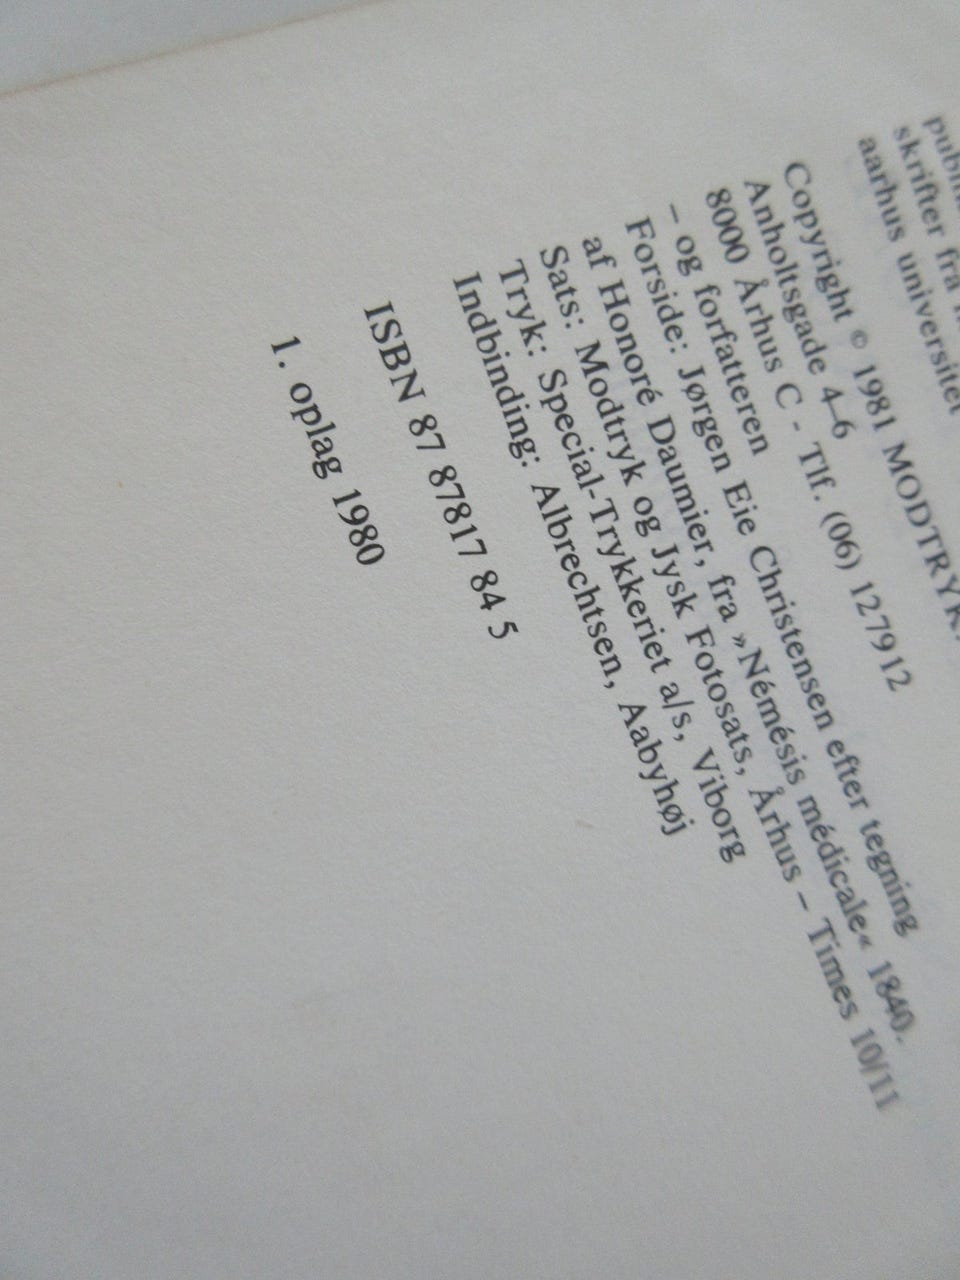 skrifter fra
aarhus universitet
Copyright © 1981 MODTRYK.
Anholtsgade 4-6
8000 Århus C - Tlf. (06) 127912
– og forfatteren
Forside: Jørgen Eie Christensen efter tegning
af Honoré Daumier, fra »Némésis médicale« 1840.
Sats: Modtryk og Jysk Fotosats, Århus – Times 10/11
Tryk: Special-Trykkeriet a/s, Viborg
Indbinding: Albrechtsen, Aabyhøj
ISBN 87 87817 84 5
1. oplag 1980